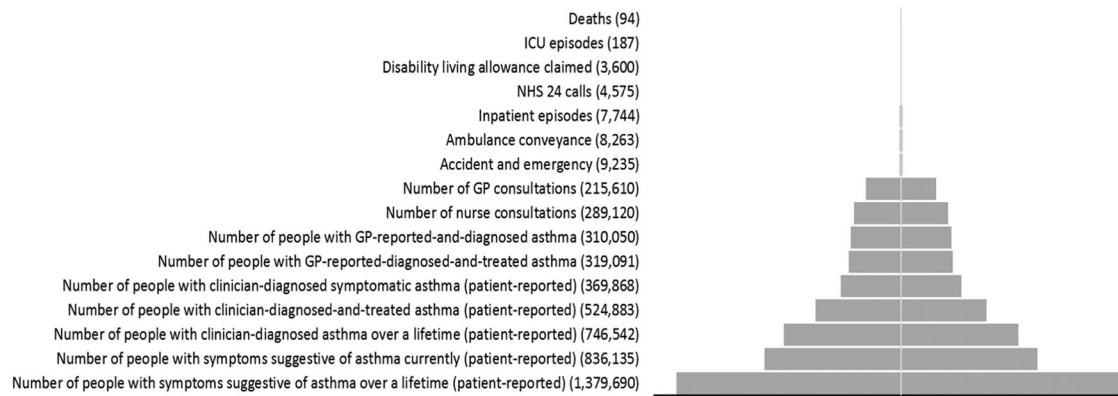 Deaths (94)
ICU episodes (187)
Disability living allowance claimed (3,600)
NHS 24 calls (4,575)
Inpatient episodes (7,744)
Ambulance conveyance (8,263)
Accident and emergency (9,235)
Number of GP consultations (215,610)
Number of nurse consultations (289,120)
Number of people with GP-reported-and-diagnosed asthma (310,050)
Number of people with GP-reported-diagnosed-and-treated asthma (319,091)
Number of people with clinician-diagnosed symptomatic asthma (patient-reported) (369,868)
Number of people with clinician-diagnosed-and-treated asthma (patient-reported) (524,883)
Number of people with clinician-diagnosed asthma over a lifetime (patient-reported) (746,542)
Number of people with symptoms suggestive of asthma currently (patient-reported) (836,135)
Number of people with symptoms suggestive of asthma over a lifetime (patient-reported) (1,379,690)